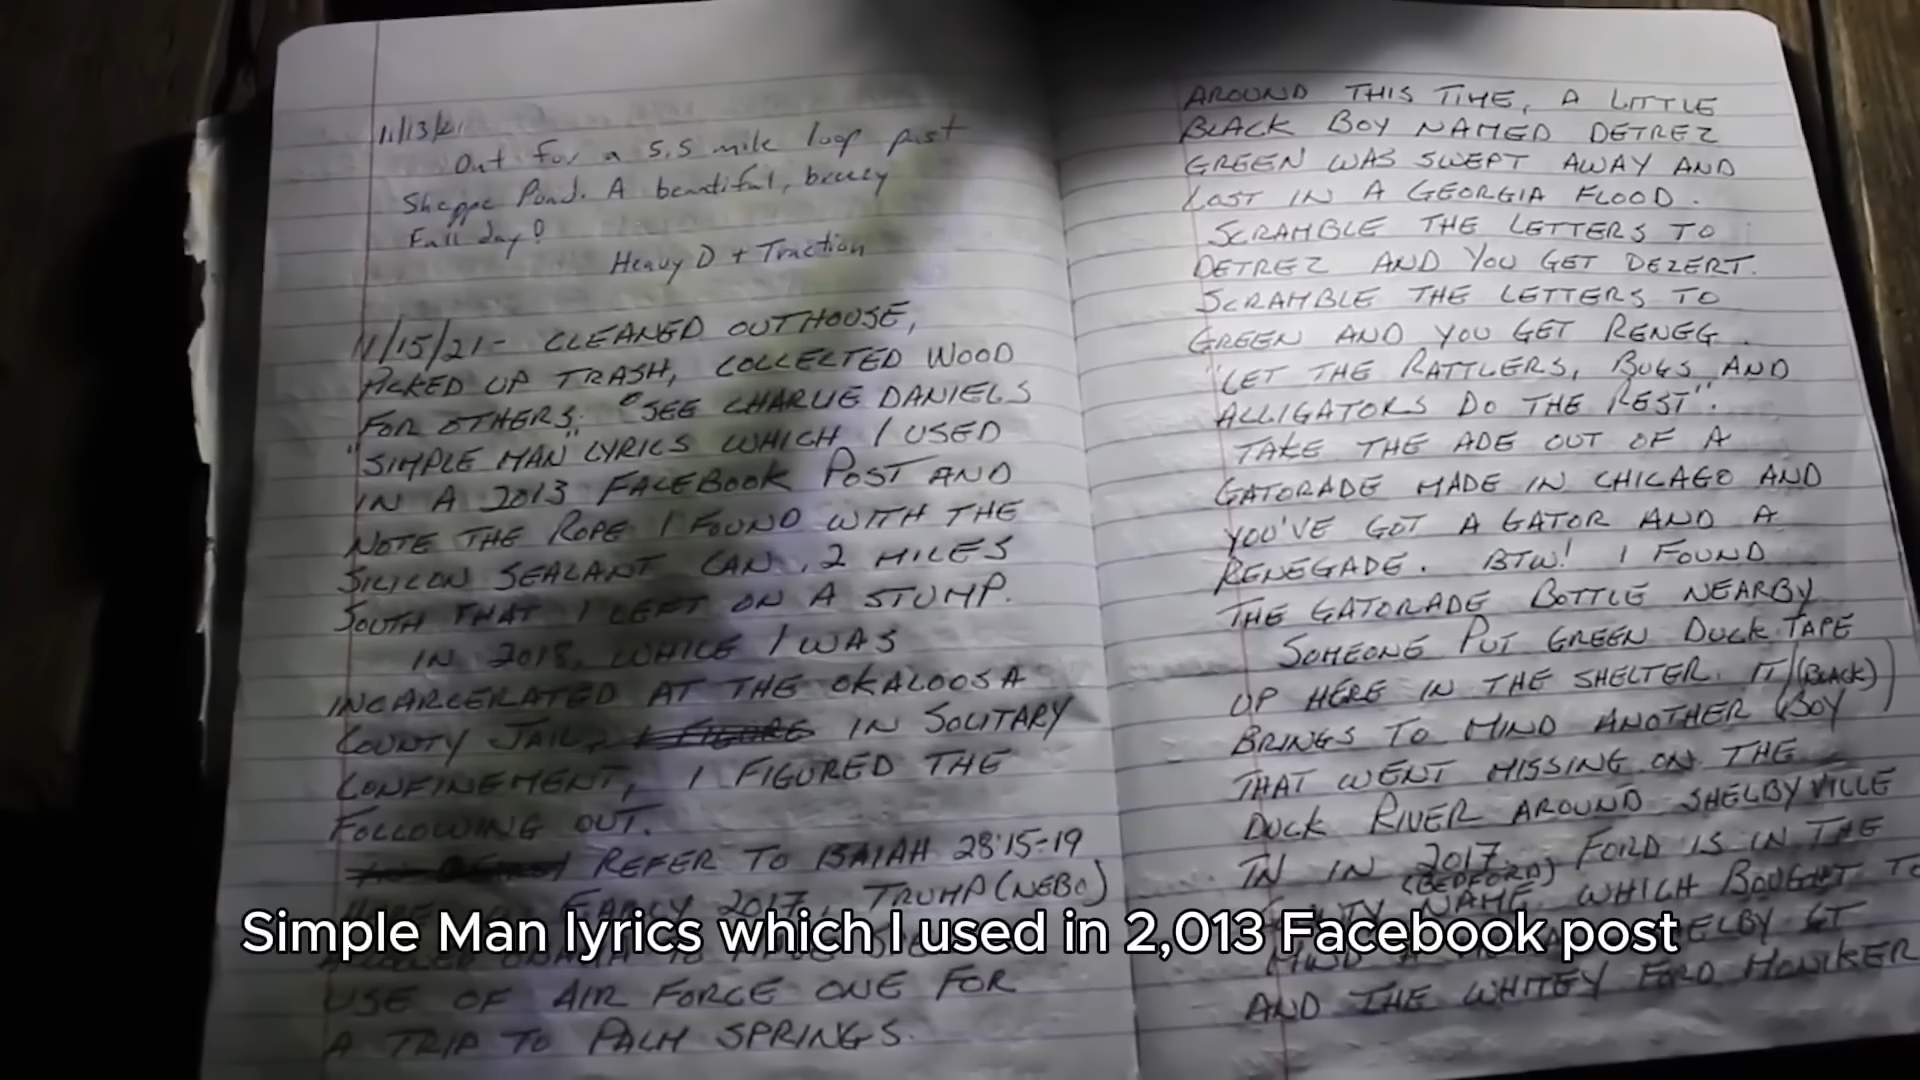 11/13/21
Out for a 5.5 mile loop past
Sheppe Pond. A beautiful, breezy
Fall day!
Heavy D + Traction
11/15/21 - CLEANED OUTHOUSE,
PICKED UP TRASH, COLLECTED WOOD
FOR OTHERS. SEE CHARLIE DANIELS
"SIMPLE MAN" LYRICS WHICH I USED
IN A 2013 FACEBOOK POST AND
NOTE THE ROPE I FOUND WITH THE
SILICON SEALANT CAN, 2 MILES
SOUTH THAT I LEFT ON A STUMP.
IN 2018, WHILE I WAS
INCARCERATED AT THE OKALOOSA
COUNTY JAIL, IN SOLITARY
CONFINEMENT, I FIGURED THE
FOLLOWING OUT.
REFER TO ISAIAH 28:15-19
EARLY 2017, TRUMP (NEBO)
USE OF AIR FORCE ONE FOR
A TRIP TO PALM SPRINGS.
AROUND THIS TIME, A LITTLE
BLACK BOY NAMED DETREZ
GREEN WAS SWEPT AWAY AND
LOST IN A GEORGIA FLOOD.
SCRAMBLE THE LETTERS TO
DETREZ AND YOU GET DEZERT.
SCRAMBLE THE LETTERS TO
GREEN AND YOU GET RENEG.
"LET THE RATTLERS, BUGS AND
ALLIGATORS DO THE REST".
TAKE THE ADE OUT OF A
GATORADE MADE IN CHICAGO AND
YOU'VE GOT A GATOR AND A
RENEGADE. BTW! I FOUND
THE GATORADE BOTTLE NEARBY
SOMEONE PUT GREEN DUCK TAPE
UP HERE IN THE SHELTER. IT (BLACK)
BRINGS TO MIND ANOTHER (BOY)
THAT WENT MISSING ON THE
DUCK RIVER AROUND SHELBYVILLE
TN IN 2017. FORD IS IN THE
(BEDFORD)
NAME WHICH BOUGHT TO
MIND A SHELBY GT
AND THE WHITEY FORD HONKER
Simple Man lyrics which I used in 2,013 Facebook post